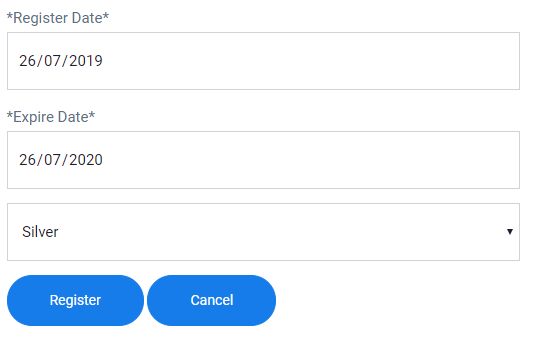 *Register Date*
26/07/2019
*Expire Date*
26/07/2020
Silver
Register Cancel